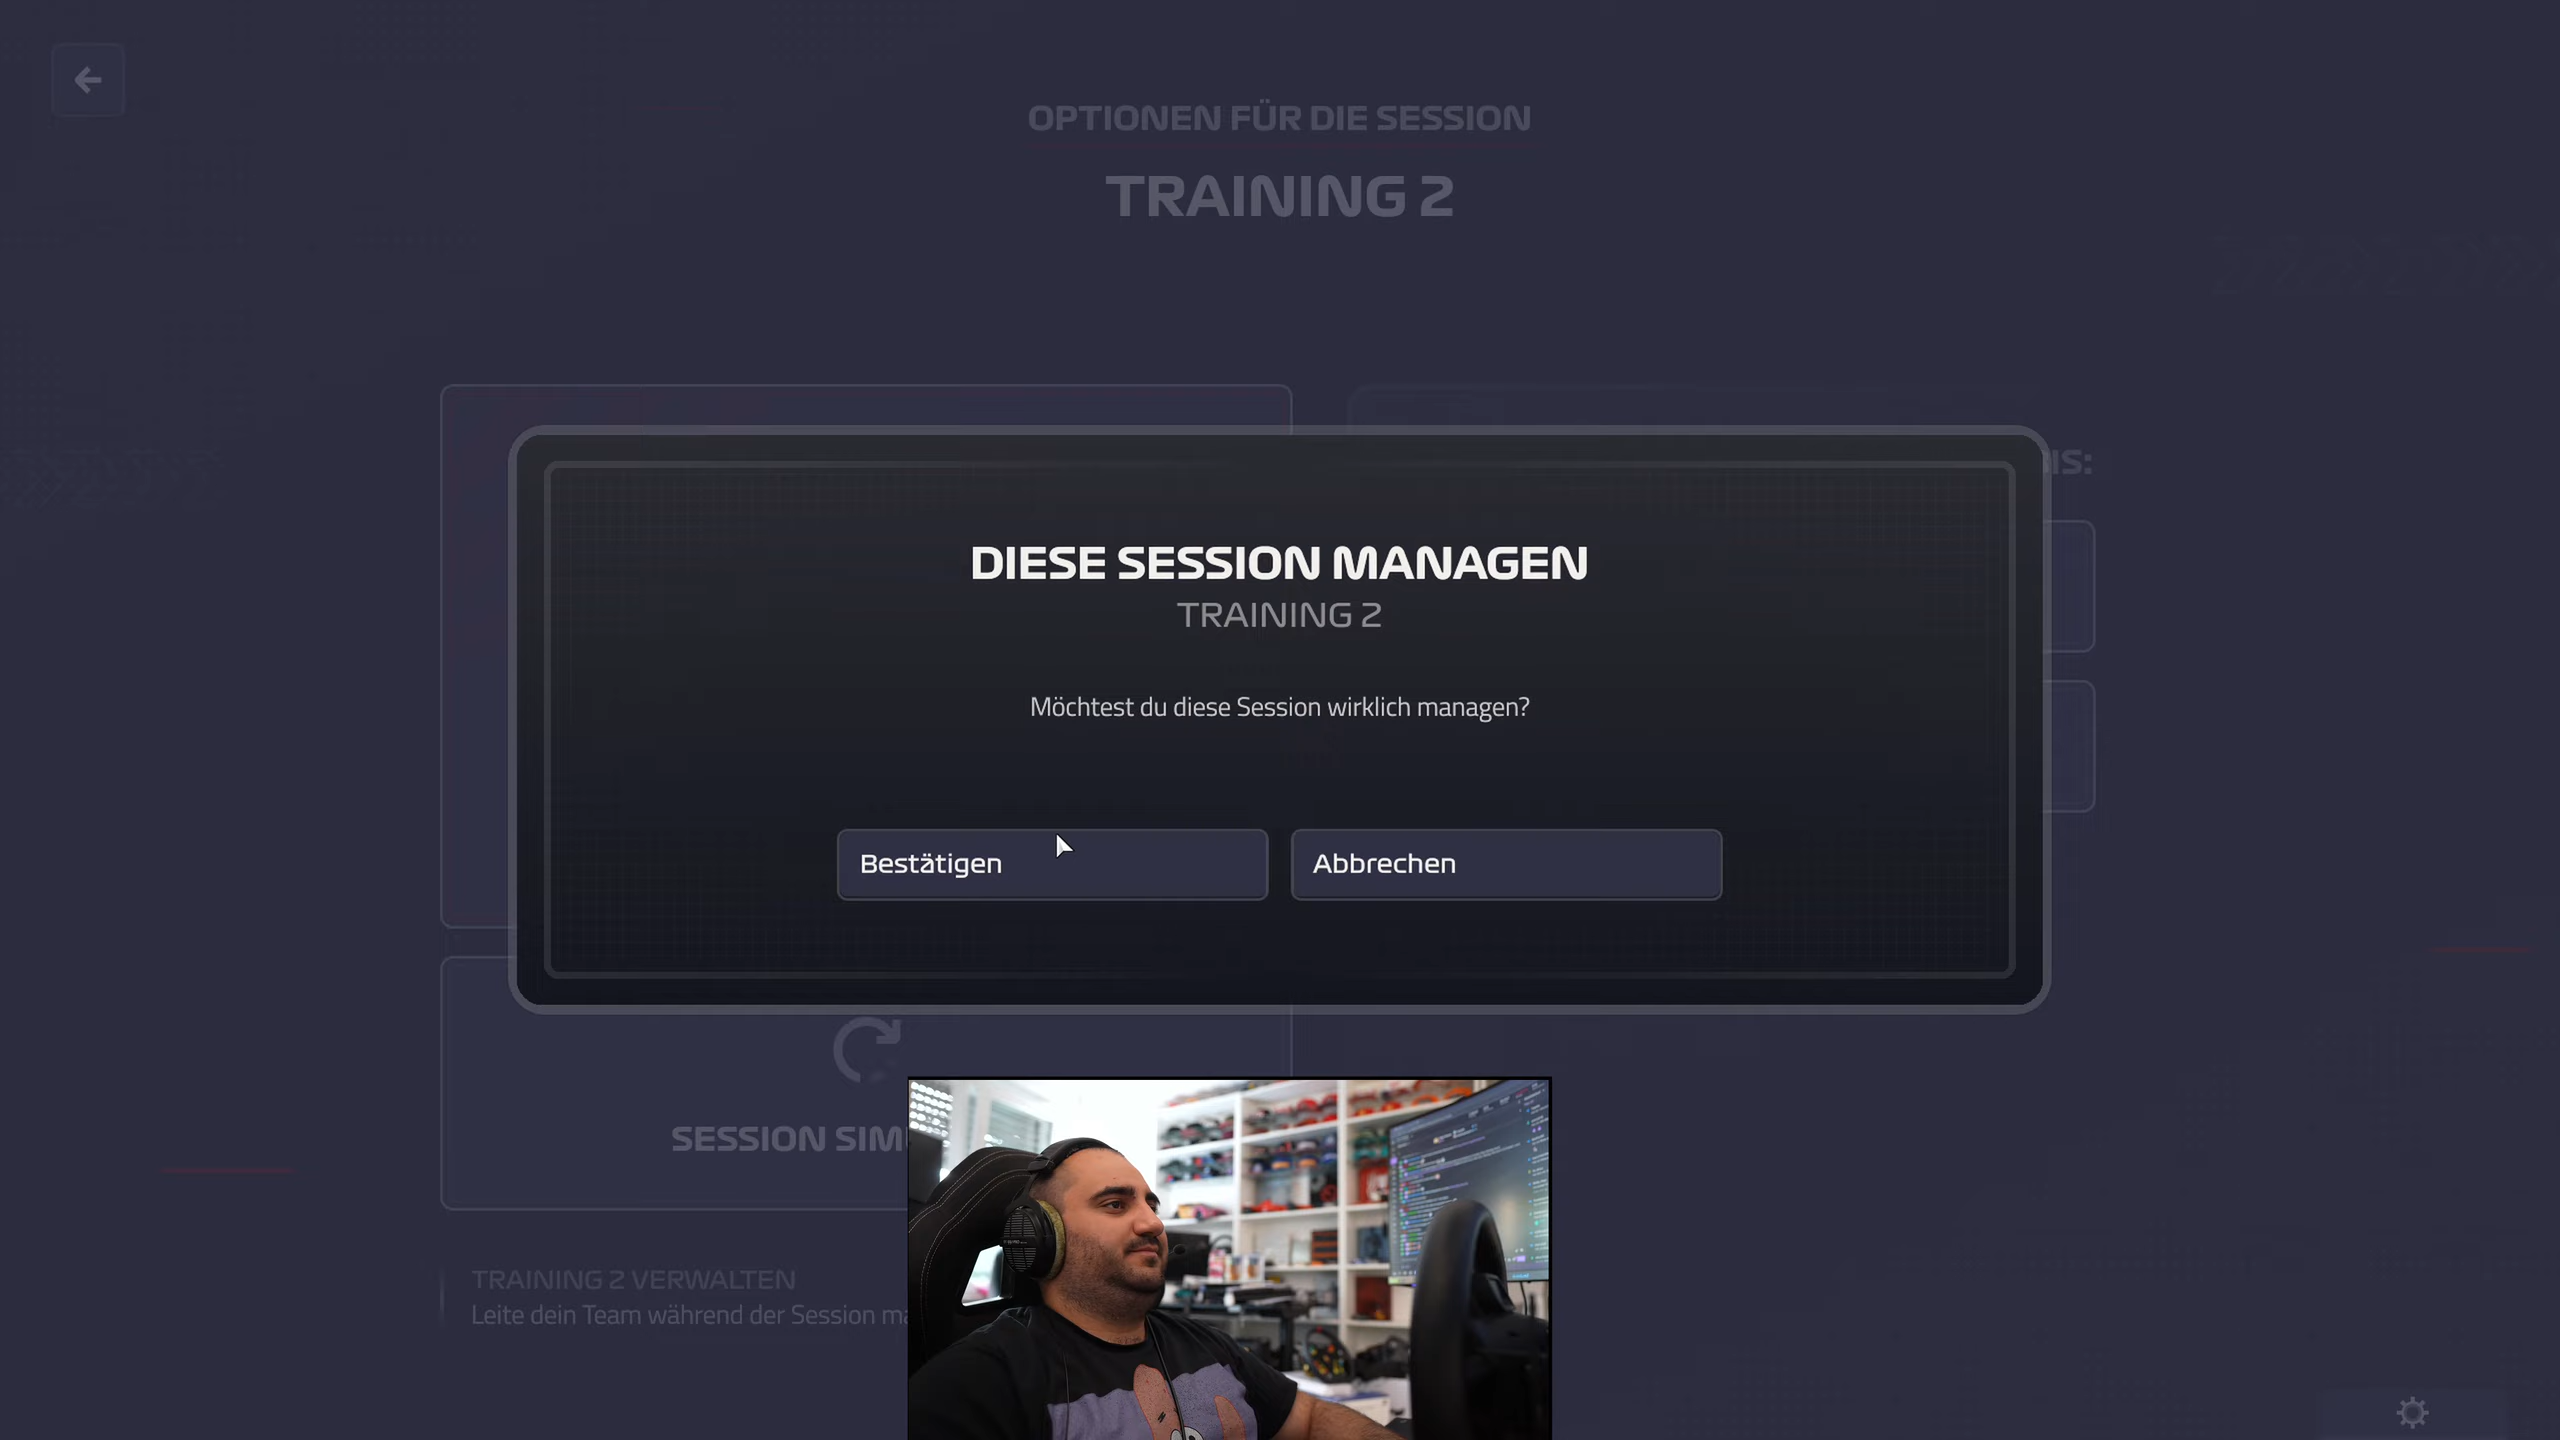 OPTIONEN FÜR DIE SESSION
TRAINING 2
IS:
DIESE SESSION MANAGEN
TRAINING 2
Möchtest du diese Session wirklich managen?
Bestätigen
Abbrechen
SESSION SIM
TRAINING 2 VERWALTEN
Leite dein Team während der Session ma